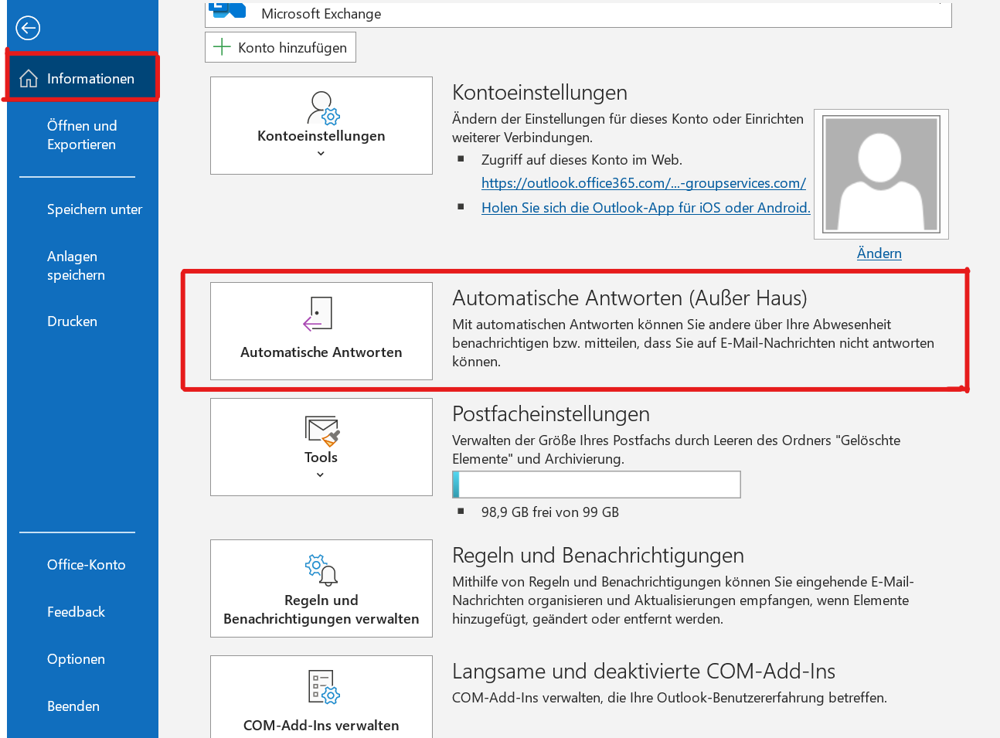 Microsoft Exchange
Konto hinzufügen
Informationen
Öffnen und
Exportieren
Speichern unter
Anlagen
speichern
Drucken
Office-Konto
Feedback
Optionen
Beenden
Kontoeinstellungen
Kontoeinstellungen
Ändern der Einstellungen für dieses Konto oder Einrichten
weiterer Verbindungen.
Zugriff auf dieses Konto im Web.
https://outlook.office365.com/...-groupservices.com/
Holen Sie sich die Outlook-App für iOS oder Android.
Ändern
Automatische Antworten
Automatische Antworten (Außer Haus)
Mit automatischen Antworten können Sie andere über Ihre Abwesenheit
benachrichtigen bzw. mitteilen, dass Sie auf E-Mail-Nachrichten nicht antworten
können.
Tools
Postfacheinstellungen
Verwalten der Größe Ihres Postfachs durch Leeren des Ordners "Gelöschte
Elemente" und Archivierung.
98,9 GB frei von 99 GB
Regeln und
Benachrichtigungen verwalten
Regeln und Benachrichtigungen
Mithilfe von Regeln und Benachrichtigungen können Sie eingehende E-Mail-
Nachrichten organisieren und Aktualisierungen empfangen, wenn Elemente
hinzugefügt, geändert oder entfernt werden.
COM-Add-Ins verwalten
Langsame und deaktivierte COM-Add-Ins
COM-Add-Ins verwalten, die Ihre Outlook-Benutzererfahrung betreffen.